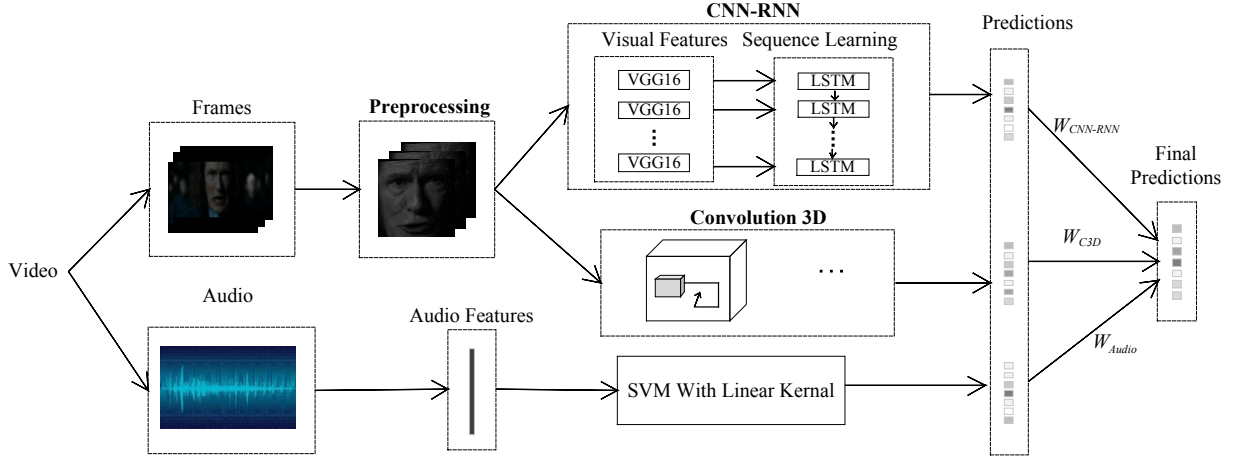 CNN-RNN
Predictions
Visual Features
Sequence Learning
VGG16
LSTM
VGG16
LSTM
...
...
VGG16
LSTM
Frames
Preprocessing
W_CNN-RNN
Final
Predictions
Convolution 3D
...
W_C3D
Video
Audio
Audio Features
W_Audio
SVM With Linear Kernal